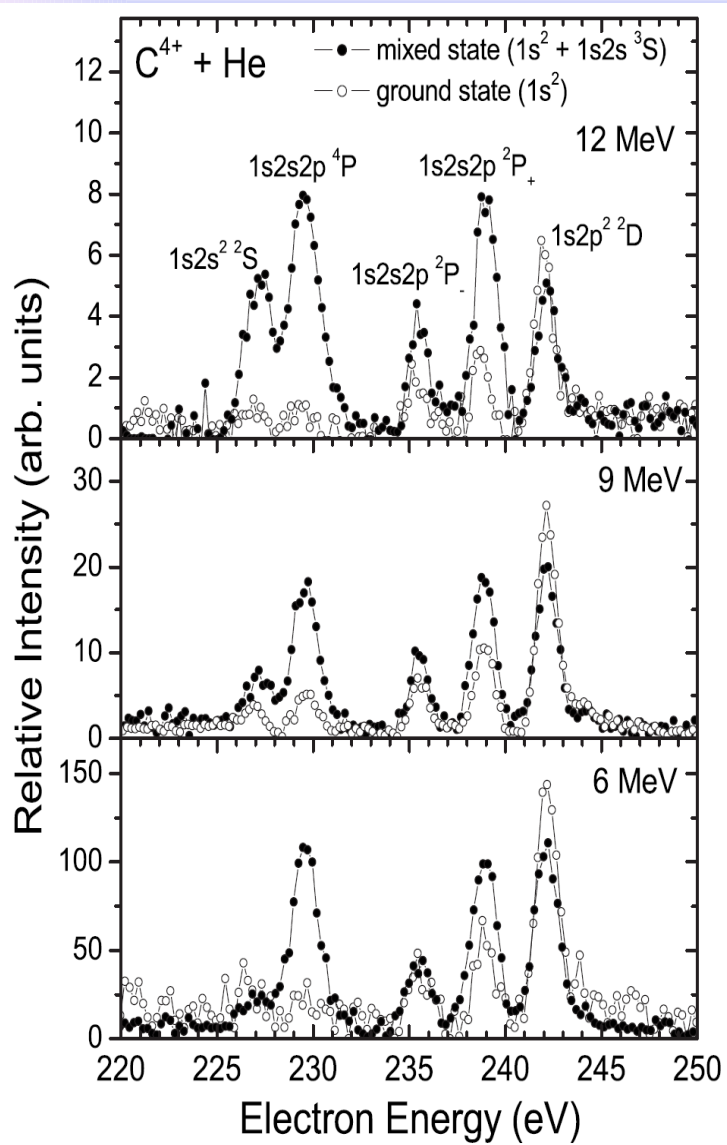 C⁴⁺ + He
—●— mixed state (1s² + 1s2s ³S)
—○— ground state (1s²)
12 MeV
1s2s2p ⁴P
1s2s2p ²P₊
1s2s² ²S
1s2s2p ²P₋
1s2p² ²D
12
10
8
6
4
2
0
9 MeV
30
20
10
0
6 MeV
150
100
50
0
220 225 230 235 240 245 250
Relative Intensity (arb. units)
Electron Energy (eV)